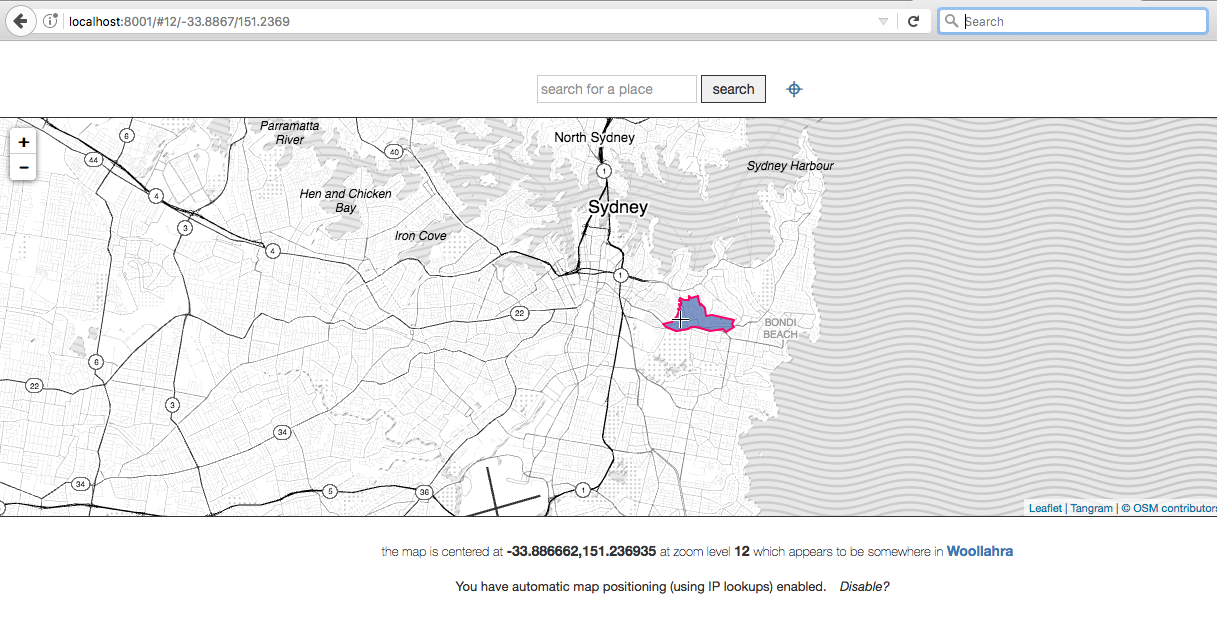 localhost:8001/#12/-33.8867/151.2369
Search
search for a place
search
+
−
Parramatta
River
North Sydney
Sydney Harbour
Hen and Chicken
Bay
Sydney
Iron Cove
6
44
40
4
1
3
4
1
22
BONDI
BEACH
6
22
3
34
34
5
36
1
Leaflet | Tangram | © OSM contributors
the map is centered at -33.886662,151.236935 at zoom level 12 which appears to be somewhere in Woollahra
You have automatic map positioning (using IP lookups) enabled. Disable?